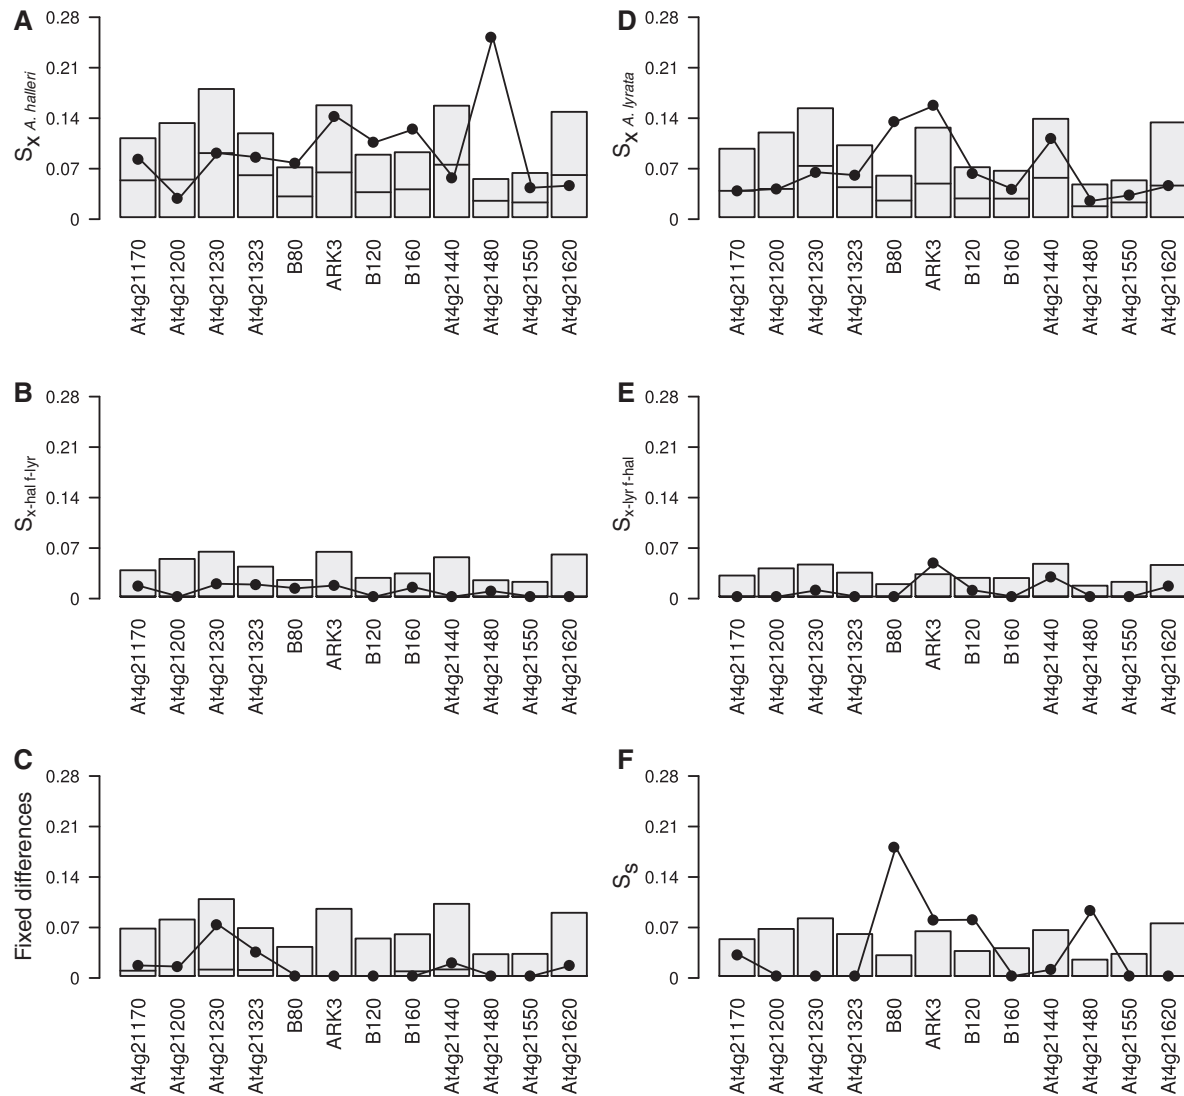 A
S x A. halleri
0.28
0.21
0.14
0.07
0
At4g21170
At4g21200
At4g21230
At4g21323
B80
ARK3
B120
B160
At4g21440
At4g21480
At4g21550
At4g21620
D
S x A. lyrata
0.28
0.21
0.14
0.07
0
At4g21170
At4g21200
At4g21230
At4g21323
B80
ARK3
B120
B160
At4g21440
At4g21480
At4g21550
At4g21620
B
S x-hal f-lyr
0.28
0.21
0.14
0.07
0
At4g21170
At4g21200
At4g21230
At4g21323
B80
ARK3
B120
B160
At4g21440
At4g21480
At4g21550
At4g21620
E
S x-lyr f-hal
0.28
0.21
0.14
0.07
0
At4g21170
At4g21200
At4g21230
At4g21323
B80
ARK3
B120
B160
At4g21440
At4g21480
At4g21550
At4g21620
C
Fixed differences
0.28
0.21
0.14
0.07
0
At4g21170
At4g21200
At4g21230
At4g21323
B80
ARK3
B120
B160
At4g21440
At4g21480
At4g21550
At4g21620
F
S s
0.28
0.21
0.14
0.07
0
At4g21170
At4g21200
At4g21230
At4g21323
B80
ARK3
B120
B160
At4g21440
At4g21480
At4g21550
At4g21620